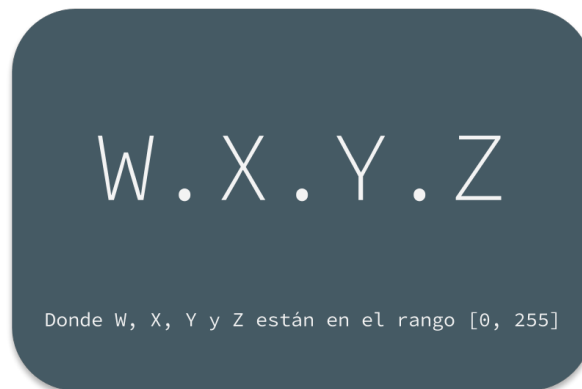 W.X.Y.Z
Donde W, X, Y y Z están en el rango [0, 255]